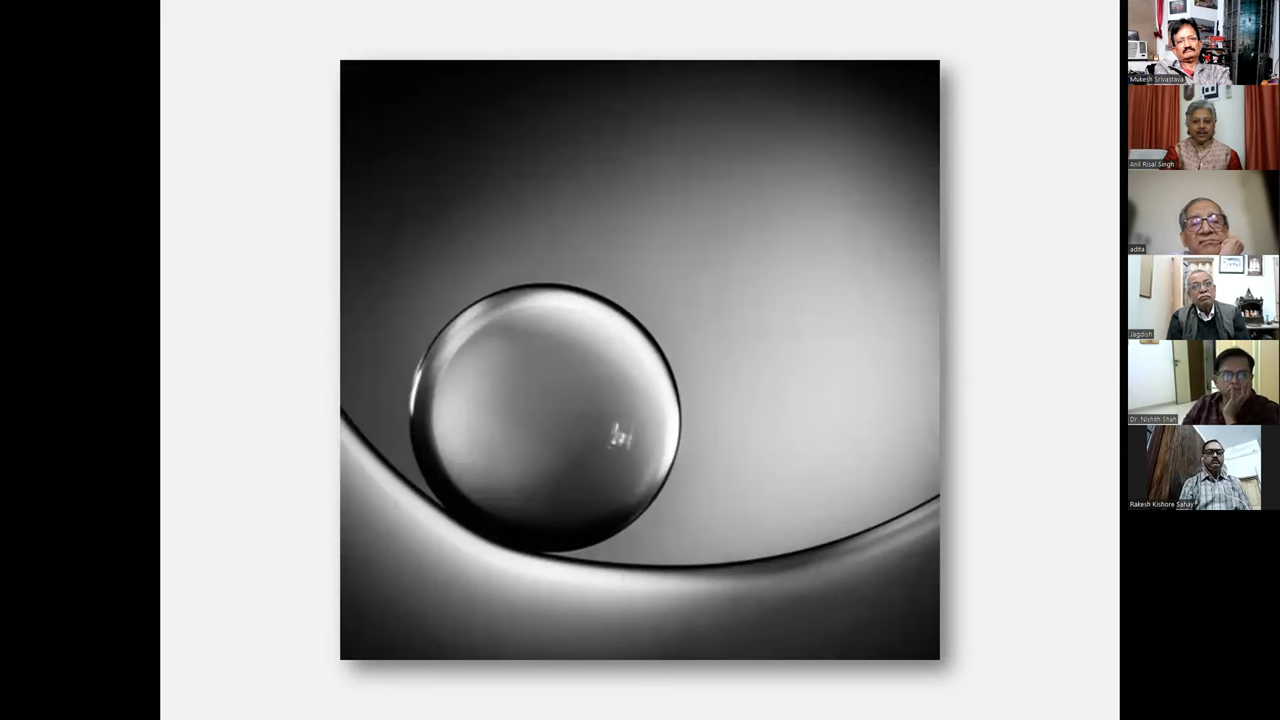 Mukesh Srivastava
Anil Risal Singh
adita
Jagdish
Dr. Nishith Shah
Rakesh Kishore Sahay